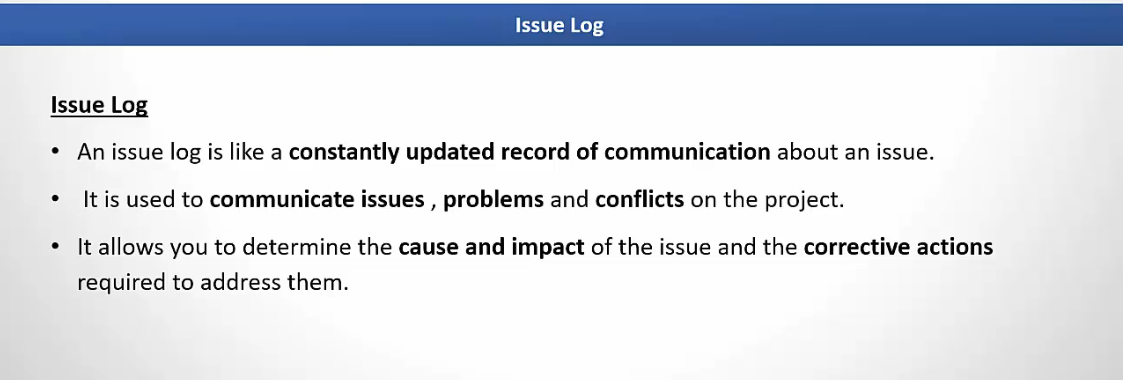 Issue Log
Issue Log
• An issue log is like a constantly updated record of communication about an issue.
• It is used to communicate issues , problems and conflicts on the project.
• It allows you to determine the cause and impact of the issue and the corrective actions
required to address them.